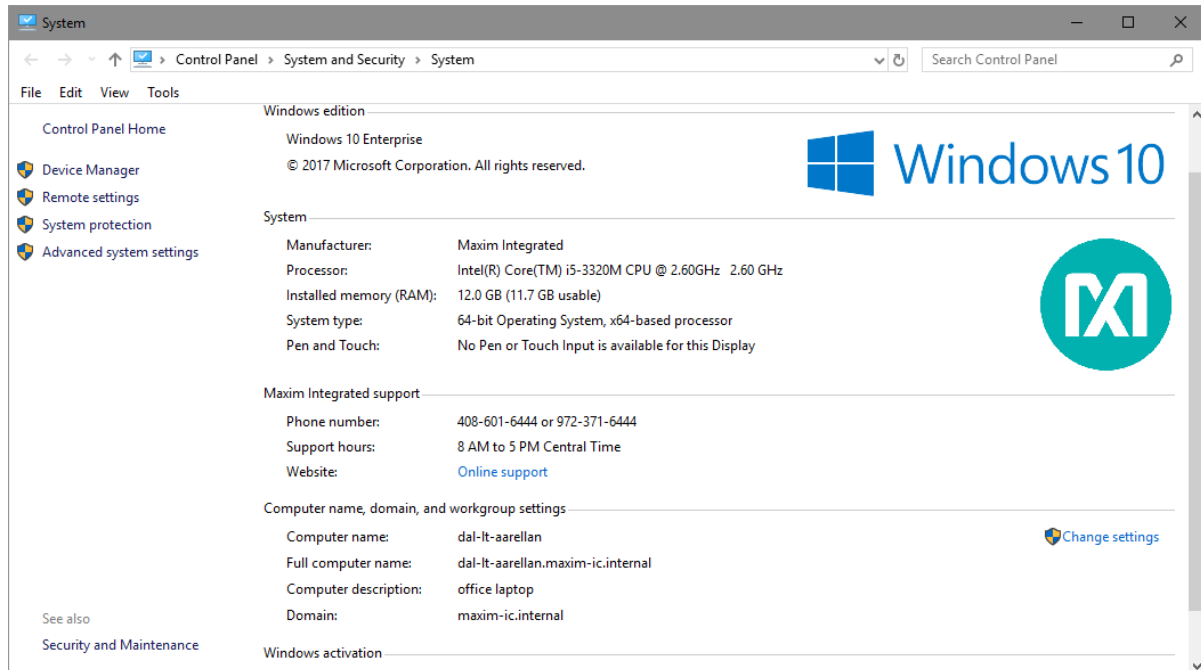 System
Control Panel > System and Security > System
Search Control Panel
File Edit View Tools
Control Panel Home
Device Manager
Remote settings
System protection
Advanced system settings
See also
Security and Maintenance
Windows edition
Windows 10 Enterprise
© 2017 Microsoft Corporation. All rights reserved.
Windows 10
System
Manufacturer: Maxim Integrated
Processor: Intel(R) Core(TM) i5-3320M CPU @ 2.60GHz 2.60 GHz
Installed memory (RAM): 12.0 GB (11.7 GB usable)
System type: 64-bit Operating System, x64-based processor
Pen and Touch: No Pen or Touch Input is available for this Display
Maxim Integrated support
Phone number: 408-601-6444 or 972-371-6444
Support hours: 8 AM to 5 PM Central Time
Website: Online support
Computer name, domain, and workgroup settings
Computer name: dal-lt-aarellan
Change settings
Full computer name: dal-lt-aarellan.maxim-ic.internal
Computer description: office laptop
Domain: maxim-ic.internal
Windows activation